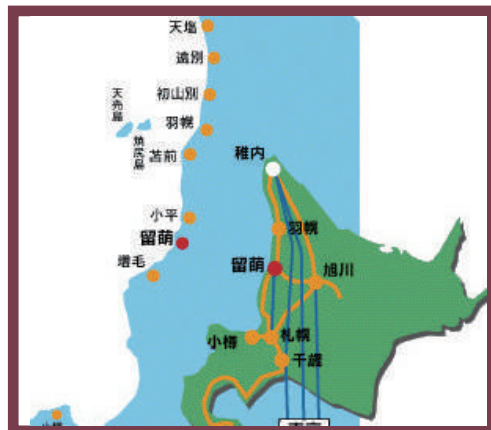 天塩
遠別
初山別
羽幌
天売島
焼尻島
苫前
小平
留萌
増毛
稚内
羽幌
留萌
旭川
小樽
札幌
千歳